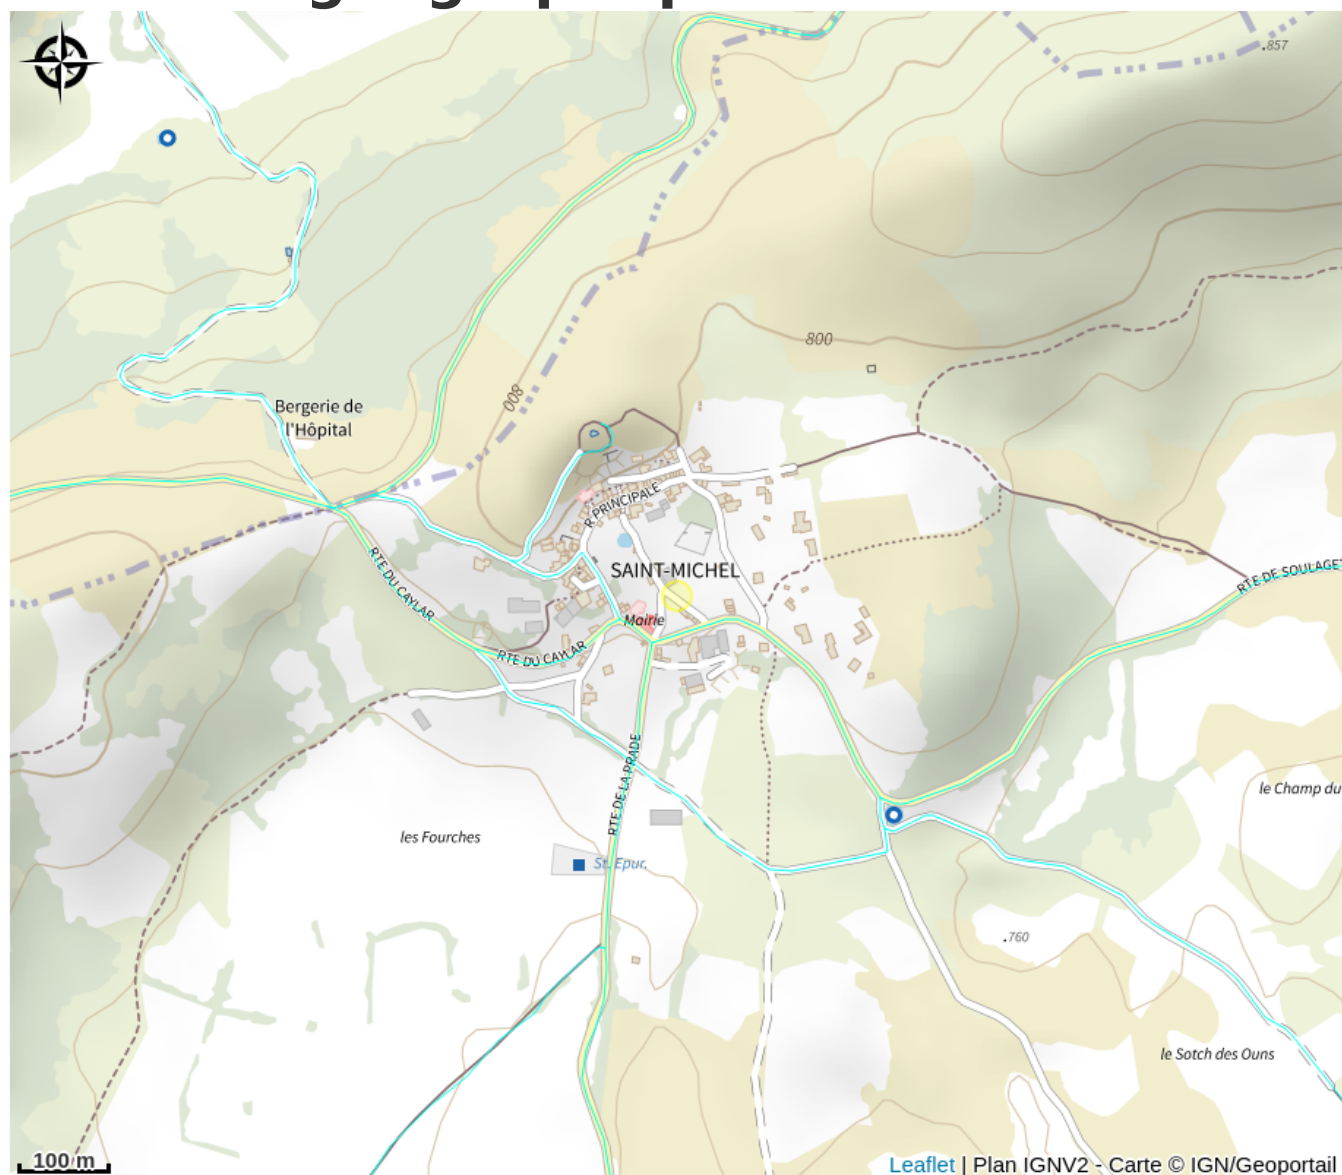 857
800
800
Bergerie de
l'Hôpital
R PRINCIPALE
SAINT-MICHEL
RTE DU CAYLAR
RTE DE SOULAGET
Mairie
RTE DU CAYLAR
RTE DE LA PRADE
le Champ du
les Fourches
St. Epur.
760
le Sotch des Ouns
100 m
Leaflet | Plan IGNV2 - Carte © IGN/Geoportail